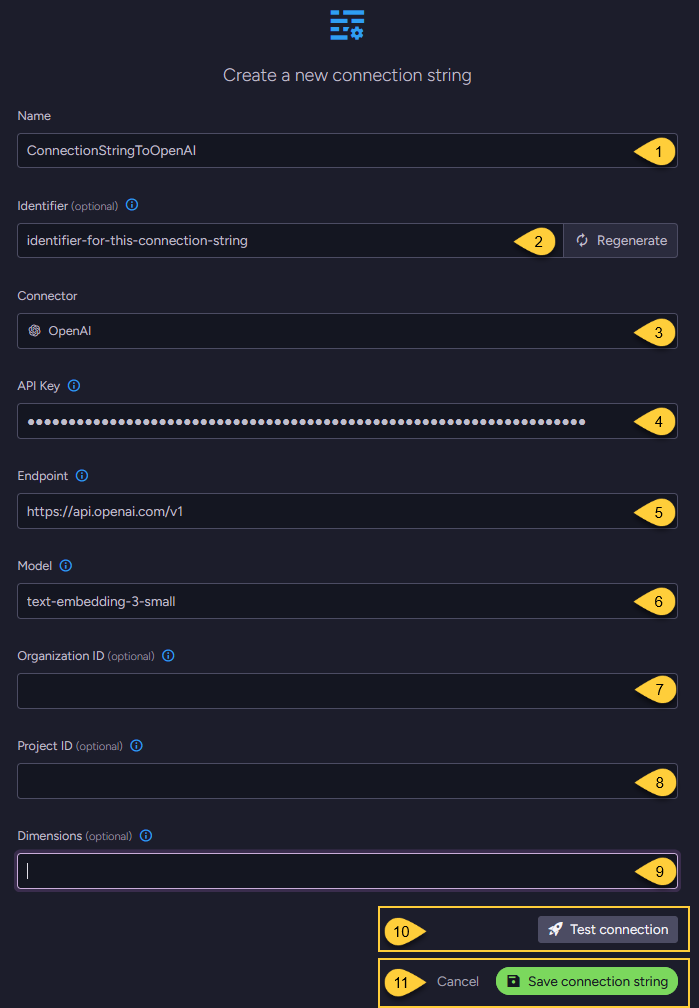 Create a new connection string
Name
ConnectionStringToOpenAI
1
Identifier (optional)
identifier-for-this-connection-string
2
Regenerate
Connector
OpenAI
3
API Key
4
Endpoint
https://api.openai.com/v1
5
Model
text-embedding-3-small
6
Organization ID (optional)
7
Project ID (optional)
8
Dimensions (optional)
9
10
Test connection
11
Cancel
Save connection string